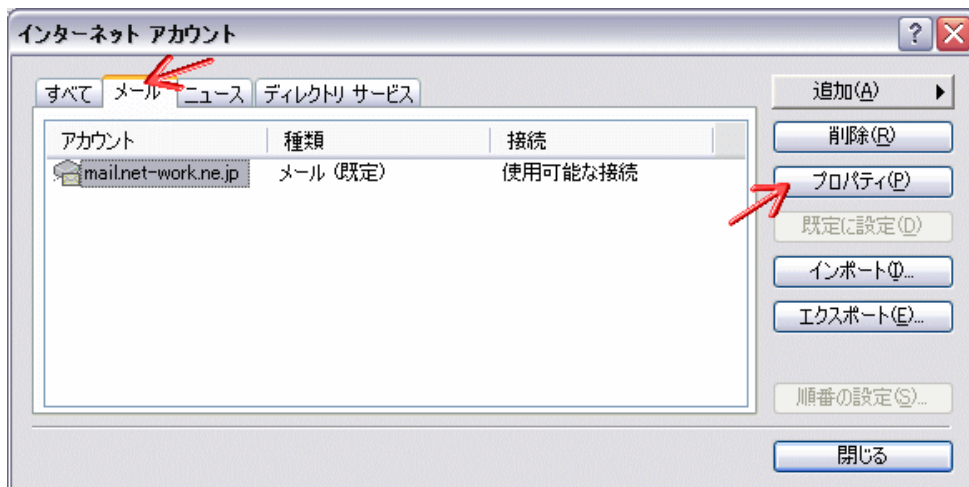 インターネット アカウント
すべて メール ニュース ディレクトリ サービス
アカウント 種類 接続
mail.net-work.ne.jp メール (既定) 使用可能な接続
追加(A)
削除(R)
プロパティ(P)
既定に設定(D)
インポート(I)...
エクスポート(E)...
順番の設定(S)...
閉じる